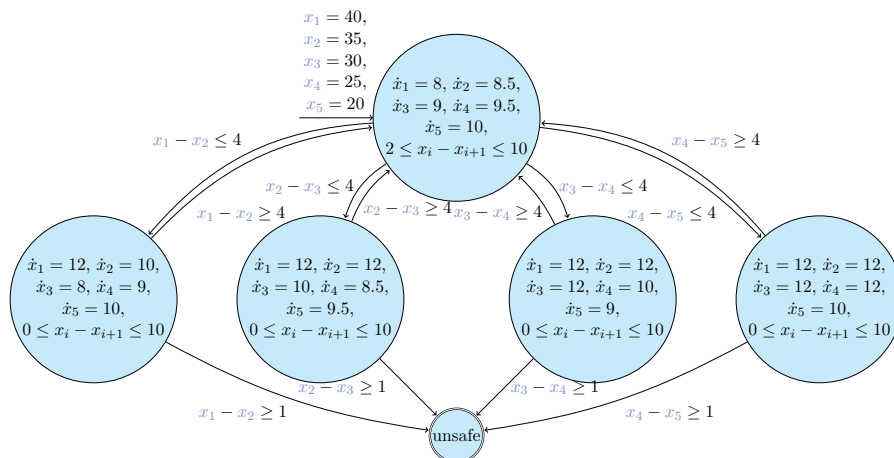 x₁ = 40,
x₂ = 35,
x₃ = 30,
x₄ = 25,
x₅ = 20
ẋ₁ = 8, ẋ₂ = 8.5,
ẋ₃ = 9, ẋ₄ = 9.5,
ẋ₅ = 10,
2 ≤ xᵢ − xᵢ₊₁ ≤ 10
x₁ − x₂ ≤ 4
x₄ − x₅ ≥ 4
x₂ − x₃ ≤ 4
x₃ − x₄ ≤ 4
x₁ − x₂ ≥ 4
x₂ − x₃ ≥ 4
x₃ − x₄ ≥ 4
x₄ − x₅ ≤ 4
ẋ₁ = 12, ẋ₂ = 10,
ẋ₃ = 8, ẋ₄ = 9,
ẋ₅ = 10,
0 ≤ xᵢ − xᵢ₊₁ ≤ 10
ẋ₁ = 12, ẋ₂ = 12,
ẋ₃ = 10, ẋ₄ = 8.5,
ẋ₅ = 9.5,
0 ≤ xᵢ − xᵢ₊₁ ≤ 10
ẋ₁ = 12, ẋ₂ = 12,
ẋ₃ = 12, ẋ₄ = 10,
ẋ₅ = 9,
0 ≤ xᵢ − xᵢ₊₁ ≤ 10
ẋ₁ = 12, ẋ₂ = 12,
ẋ₃ = 12, ẋ₄ = 12,
ẋ₅ = 10,
0 ≤ xᵢ − xᵢ₊₁ ≤ 10
x₁ − x₂ ≥ 1
x₂ − x₃ ≥ 1
x₃ − x₄ ≥ 1
x₄ − x₅ ≥ 1
unsafe